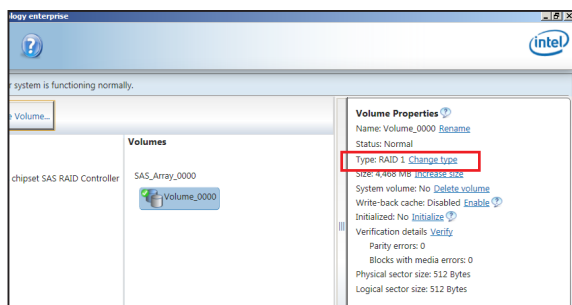 ology enterprise
intel
r system is functioning normally.
e Volume...
Volumes
chipset SAS RAID Controller
SAS_Array_0000
Volume_0000
Volume Properties
Name: Volume_0000 Rename
Status: Normal
Type: RAID 1 Change type
Size: 4,468 MB Increase size
System volume: No Delete volume
Write-back cache: Disabled Enable
Initialized: No Initialize
Verification details Verify
Parity errors: 0
Blocks with media errors: 0
Physical sector size: 512 Bytes
Logical sector size: 512 Bytes